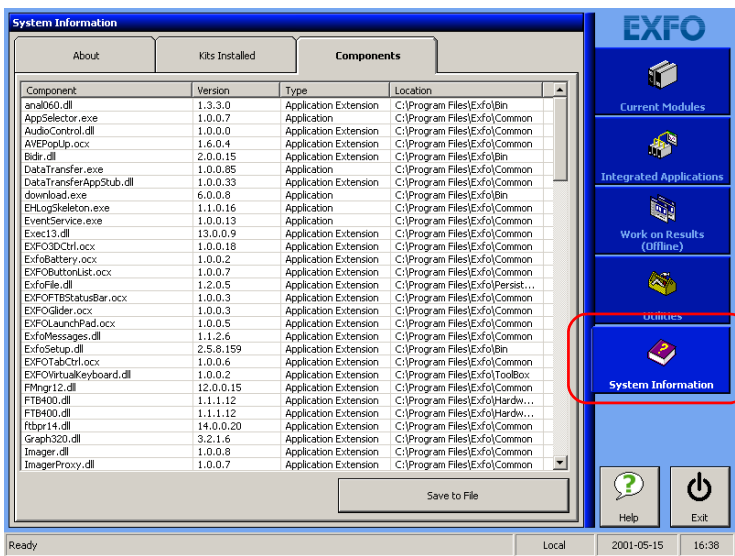 System Information
EXFO
About Kits Installed Components
Component Version Type Location
anal060.dll 1.3.3.0 Application Extension C:\Program Files\Exfo\Bin
AppSelector.exe 1.0.0.7 Application C:\Program Files\Exfo\Common
AudioControl.dll 1.0.0.0 Application Extension C:\Program Files\Exfo\Common
AVEPopUp.ocx 1.6.0.4 Application Extension C:\Program Files\Exfo\Common
Bidir.dll 2.0.0.15 Application Extension C:\Program Files\Exfo\Bin
DataTransfer.exe 1.0.0.85 Application C:\Program Files\Exfo\Common
DataTransferAppStub.dll 1.0.0.33 Application Extension C:\Program Files\Exfo\Common
download.exe 6.0.0.8 Application C:\Program Files\Exfo\Bin
EHLogSkeleton.exe 1.1.0.16 Application C:\Program Files\Exfo\Common
EventService.exe 1.0.0.13 Application C:\Program Files\Exfo\Common
Exec13.dll 13.0.0.9 Application Extension C:\Program Files\Exfo\Common
EXFO3DCtrl.ocx 1.0.0.18 Application Extension C:\Program Files\Exfo\Common
ExfoBattery.ocx 1.0.0.2 Application Extension C:\Program Files\Exfo\Common
EXFOButtonList.ocx 1.0.0.7 Application Extension C:\Program Files\Exfo\Common
ExfoFile.dll 1.2.0.5 Application Extension C:\Program Files\Exfo\Persist...
EXFOFTBStatusBar.ocx 1.0.0.3 Application Extension C:\Program Files\Exfo\Common
EXFOGlider.ocx 1.0.0.3 Application Extension C:\Program Files\Exfo\Common
EXFOLaunchPad.ocx 1.0.0.5 Application Extension C:\Program Files\Exfo\Common
ExfoMessages.dll 1.1.2.6 Application Extension C:\Program Files\Exfo\Common
ExfoSetup.dll 2.5.8.159 Application Extension C:\Program Files\Exfo\Bin
EXFOTabCtrl.ocx 1.0.0.6 Application Extension C:\Program Files\Exfo\Common
EXFOVirtualKeyboard.dll 1.0.0.2 Application Extension C:\Program Files\Exfo\ToolBox
FMngr12.dll 12.0.0.15 Application Extension C:\Program Files\Exfo\Common
FTB400.dll 1.1.1.12 Application Extension C:\Program Files\Exfo\Hardw...
FTB400.dll 1.1.1.12 Application Extension C:\Program Files\Exfo\Hardw...
ftbpr14.dll 14.0.0.20 Application Extension C:\Program Files\Exfo\Common
Graph320.dll 3.2.1.6 Application Extension C:\Program Files\Exfo\Common
Imager.dll 1.0.0.8 Application Extension C:\Program Files\Exfo\Common
ImagerProxy.dll 1.0.0.7 Application Extension C:\Program Files\Exfo\Common
Save to File
Current Modules
Integrated Applications
Work on Results
(Offline)
Utilities
System Information
Help Exit
Ready Local 2001-05-15 16:38